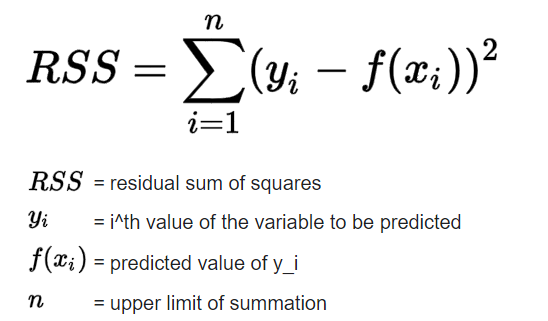 RSS = \sum_{i=1}^{n} (y_i − f(x_i))^2
RSS = residual sum of squares
y_i = i^th value of the variable to be predicted
f(x_i) = predicted value of y_i
n = upper limit of summation